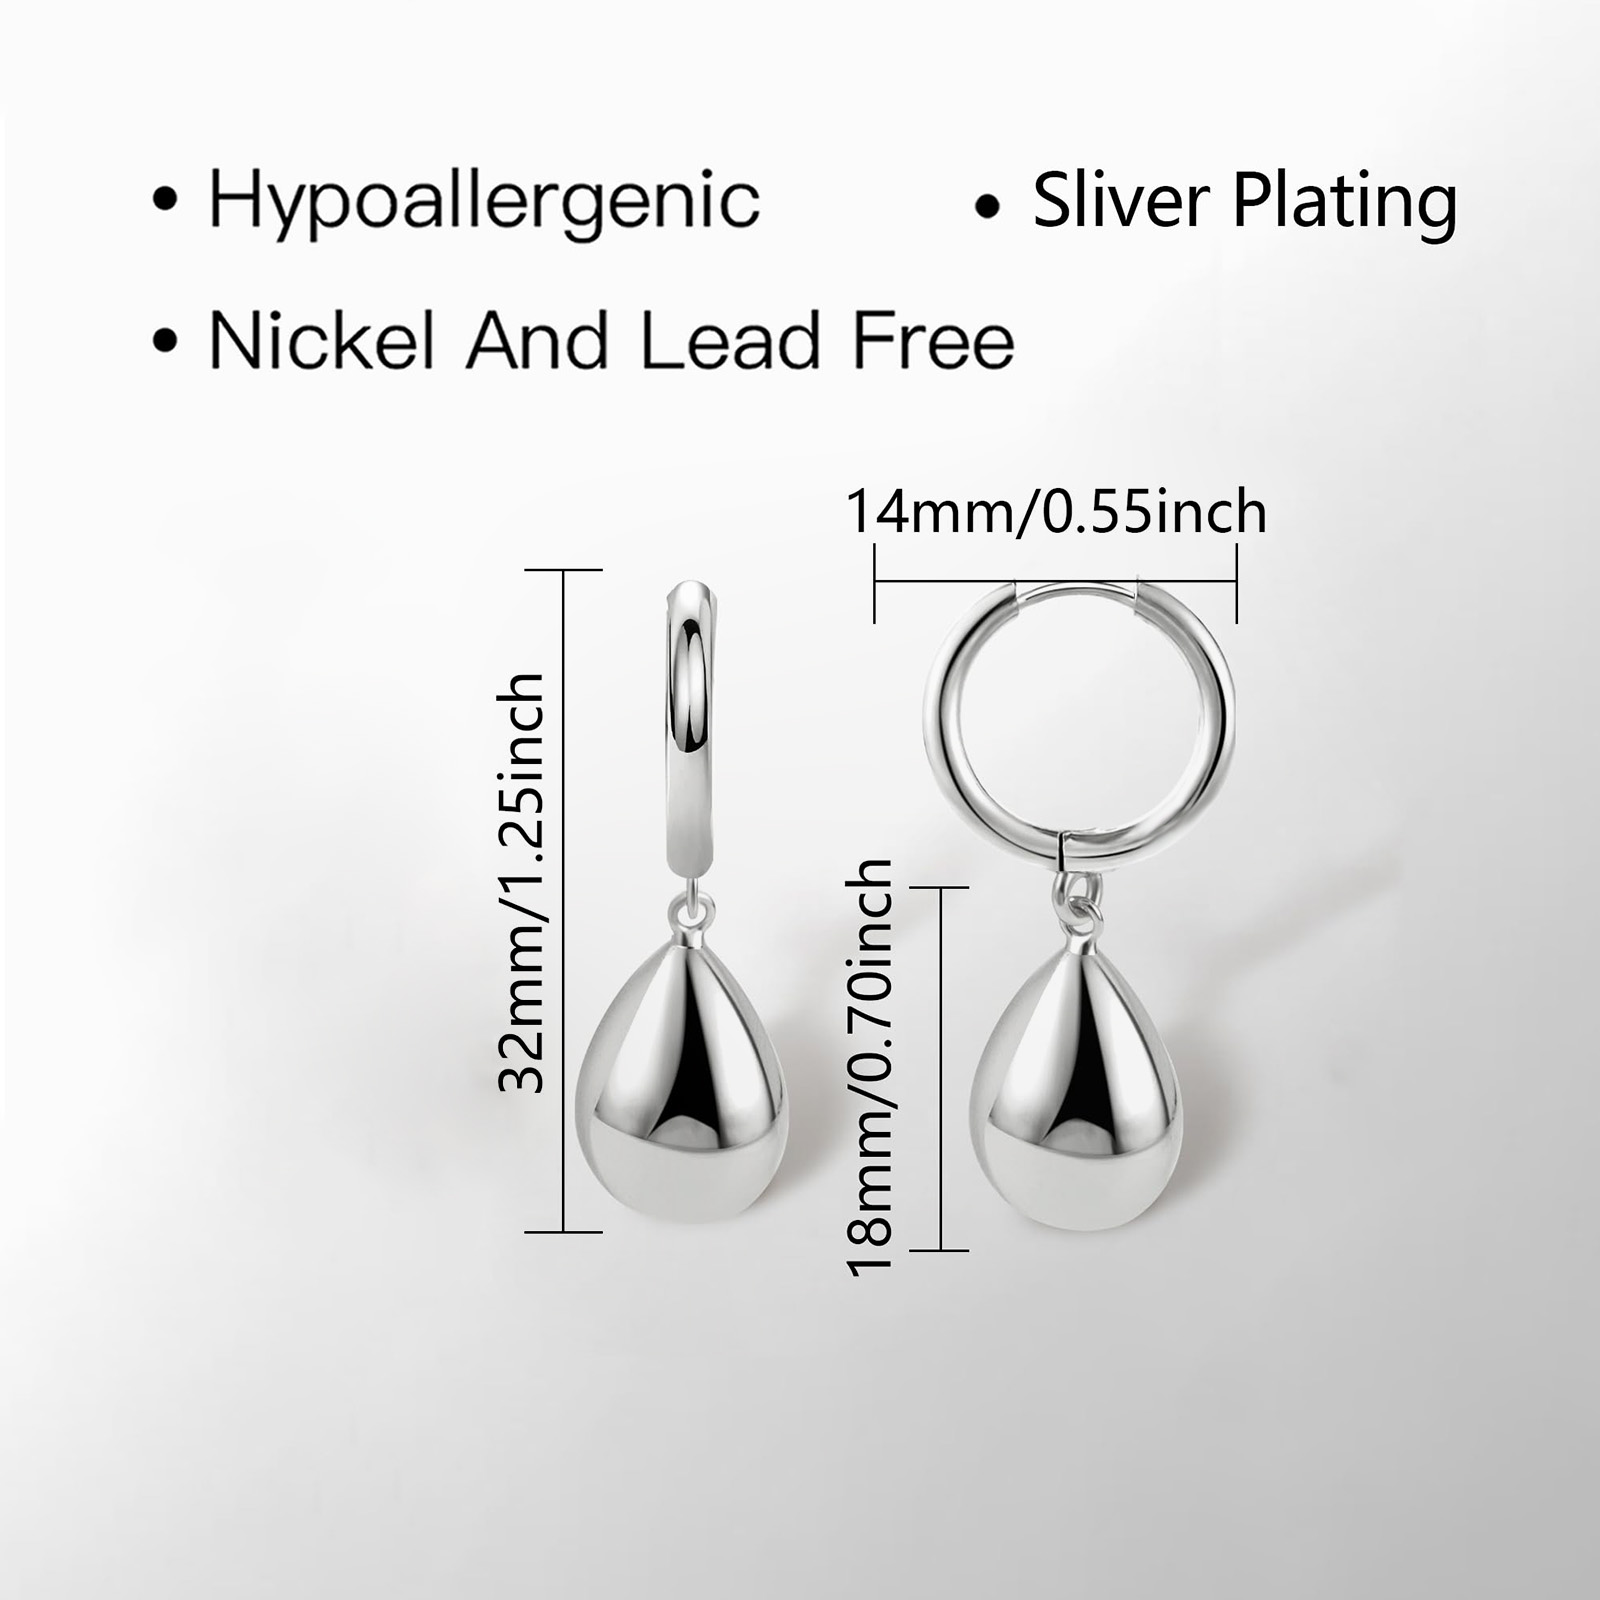 • Hypoallergenic
• Sliver Plating
• Nickel And Lead Free
14mm/0.55inch
32mm/1.25inch
18mm/0.70inch